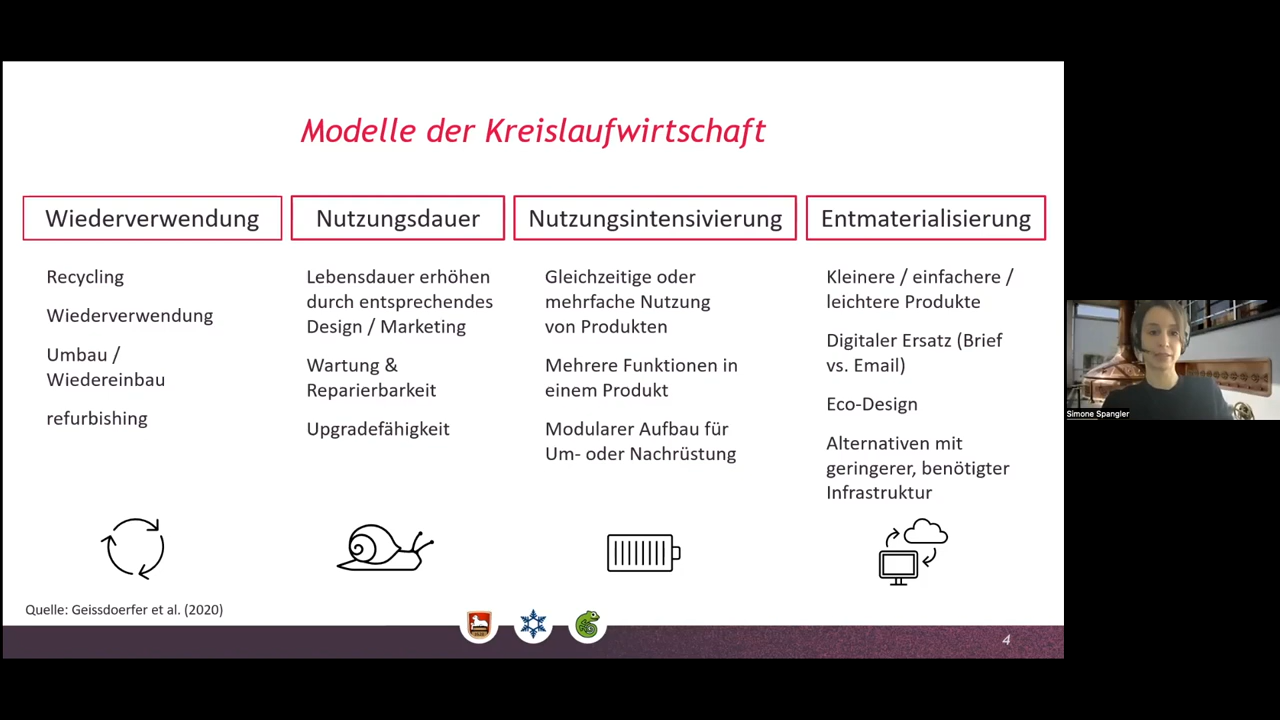 Modelle der Kreislaufwirtschaft
Wiederverwendung
Recycling
Wiederverwendung
Umbau /
Wiedereinbau
refurbishing
Nutzungsdauer
Lebensdauer erhöhen
durch entsprechendes
Design / Marketing
Wartung &
Reparierbarkeit
Upgradefähigkeit
Nutzungsintensivierung
Gleichzeitige oder
mehrfache Nutzung
von Produkten
Mehrere Funktionen in
einem Produkt
Modularer Aufbau für
Um- oder Nachrüstung
Entmaterialisierung
Kleinere / einfachere /
leichtere Produkte
Digitaler Ersatz (Brief
vs. Email)
Eco-Design
Alternativen mit
geringerer, benötigter
Infrastruktur
Quelle: Geissdoerfer et al. (2020)
4
Simone Spangler